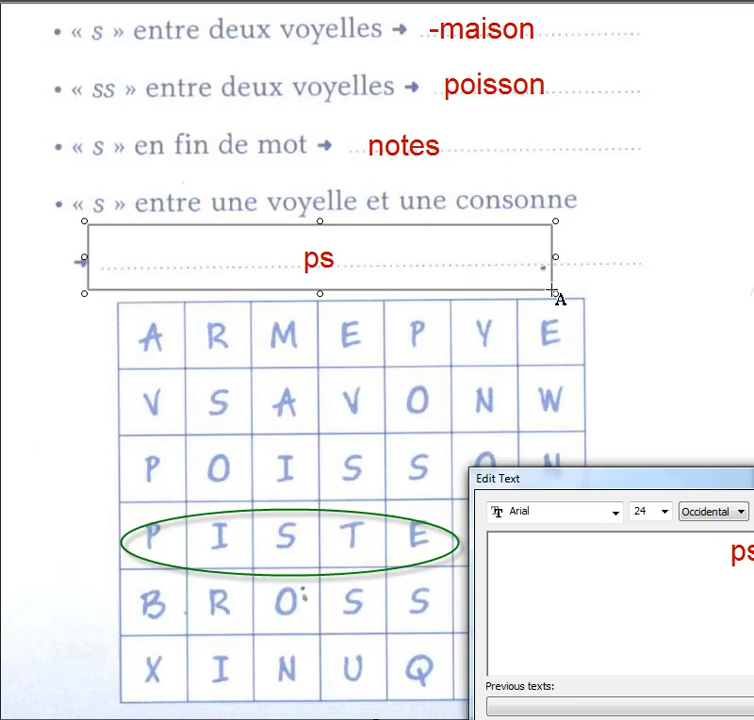 • « s » entre deux voyelles ➔ -maison
• « ss » entre deux voyelles ➔ poisson
• « s » en fin de mot ➔ notes
• « s » entre une voyelle et une consonne
➔ ps
A R M E P Y E
V S A V O N W
P O I S S O N
P I S T E
B R O S S
X I N U Q
Edit Text
Arial 24 Occidental
ps
Previous texts: